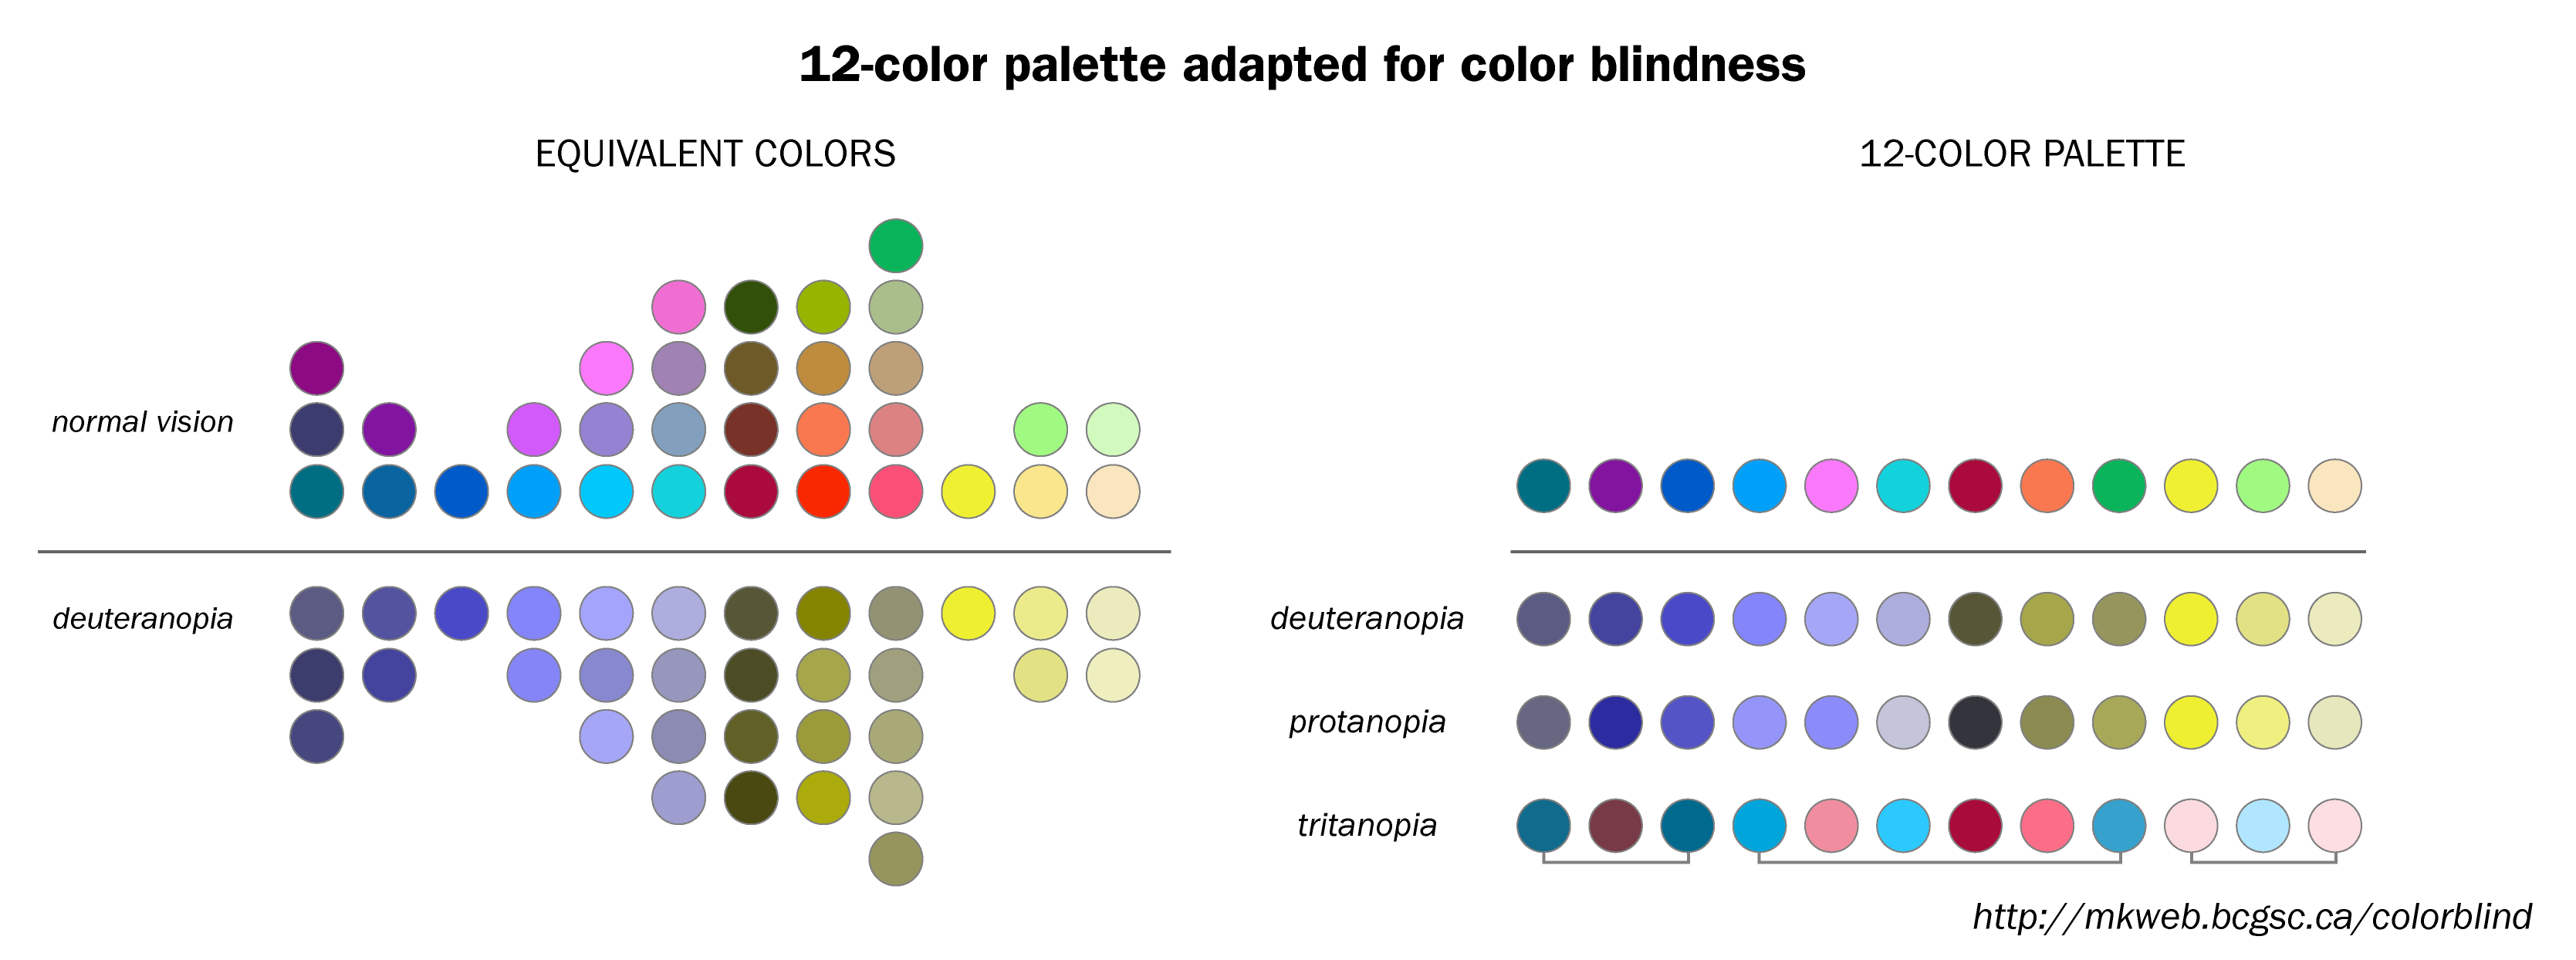 12-color palette adapted for color blindness
EQUIVALENT COLORS
12-COLOR PALETTE
normal vision
deuteranopia
deuteranopia
protanopia
tritanopia
http://mkweb.bcgsc.ca/colorblind